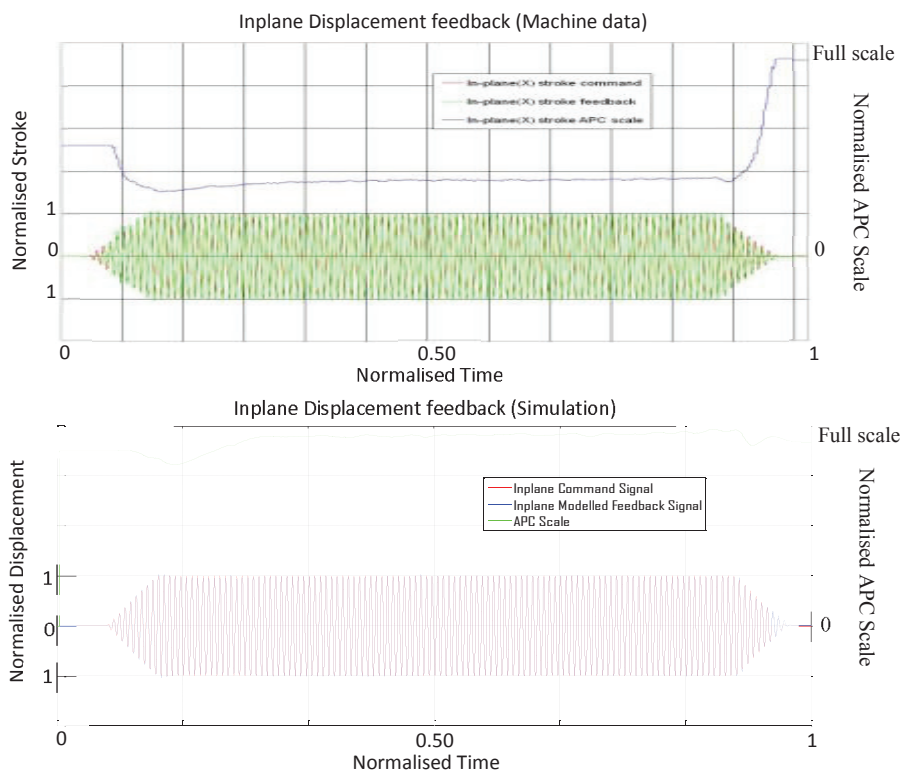 Inplane Displacement feedback (Machine data)
Full scale
In-plane(X) stroke command
In-plane(X) stroke feedback
In-plane(X) stroke APC scale
Normalised Stroke
Normalised APC Scale
1
0
1
0
0
0.50
1
Normalised Time
Inplane Displacement feedback (Simulation)
Full scale
Inplane Command Signal
Inplane Modelled Feedback Signal
APC Scale
Normalised Displacement
Normalised APC Scale
1
0
1
0
0
0.50
1
Normalised Time